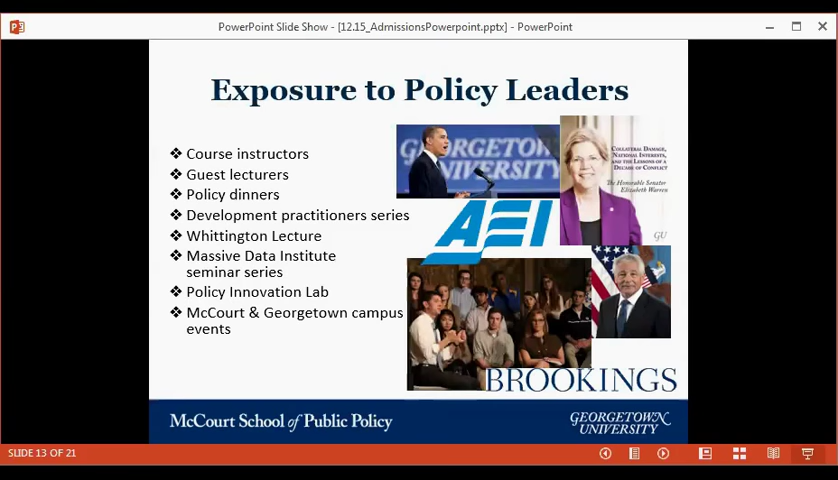 PowerPoint Slide Show - [12.15_AdmissionsPowerpoint.pptx] - PowerPoint
Exposure to Policy Leaders
❖ Course instructors
❖ Guest lecturers
❖ Policy dinners
❖ Development practitioners series
❖ Whittington Lecture
❖ Massive Data Institute
seminar series
❖ Policy Innovation Lab
❖ McCourt & Georgetown campus
events
GEORGETOWN
UNIVERSITY
COLLATERAL DAMAGE,
NATIONAL INTERESTS,
AND THE LESSONS OF A
DECADE OF CONFLICT
The Honorable Senator
Elizabeth Warren
GU
AEI
BROOKINGS
McCourt School of Public Policy
GEORGETOWN
UNIVERSITY
SLIDE 13 OF 21